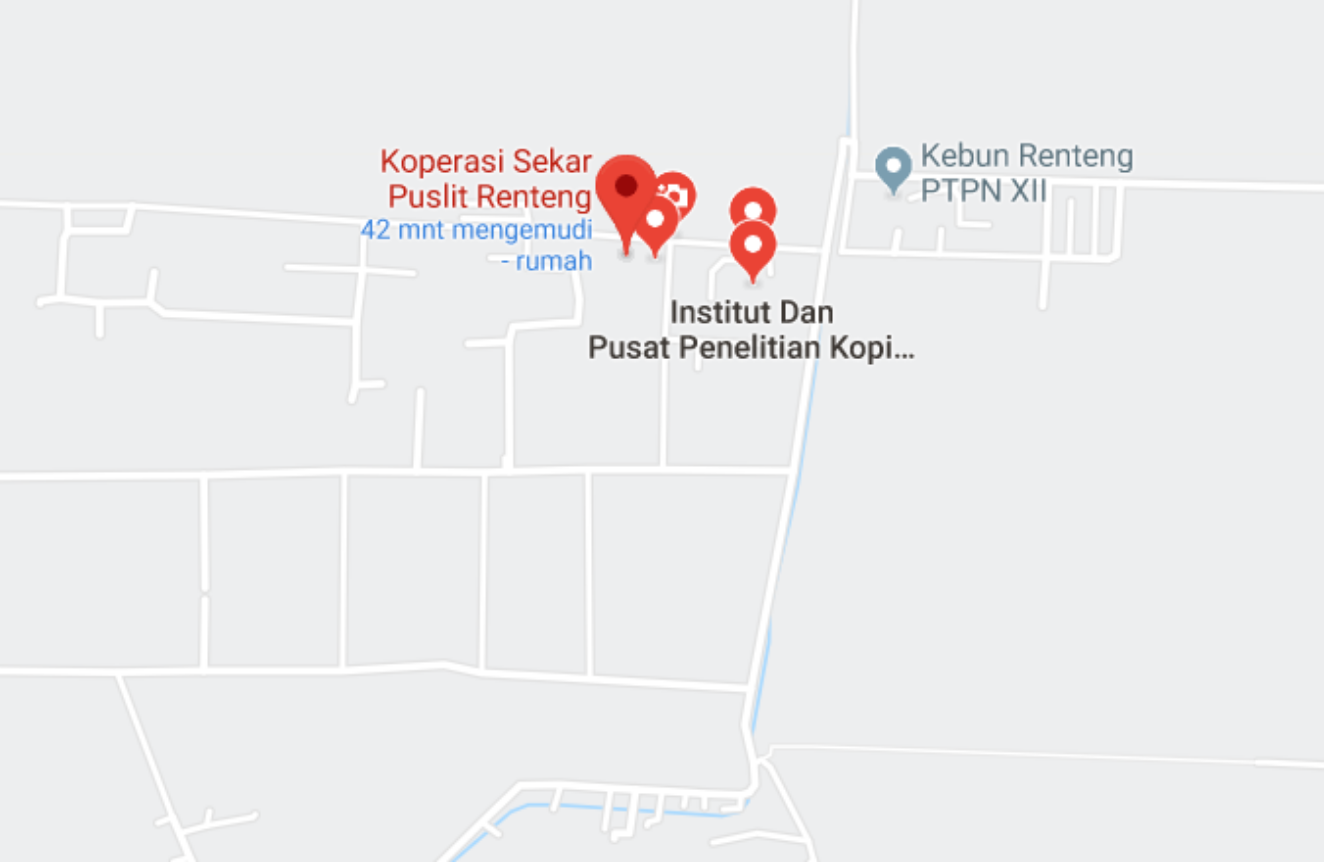 Koperasi Sekar
Puslit Renteng
42 mnt mengemudi
- rumah
Kebun Renteng
PTPN XII
Institut Dan
Pusat Penelitian Kopi...